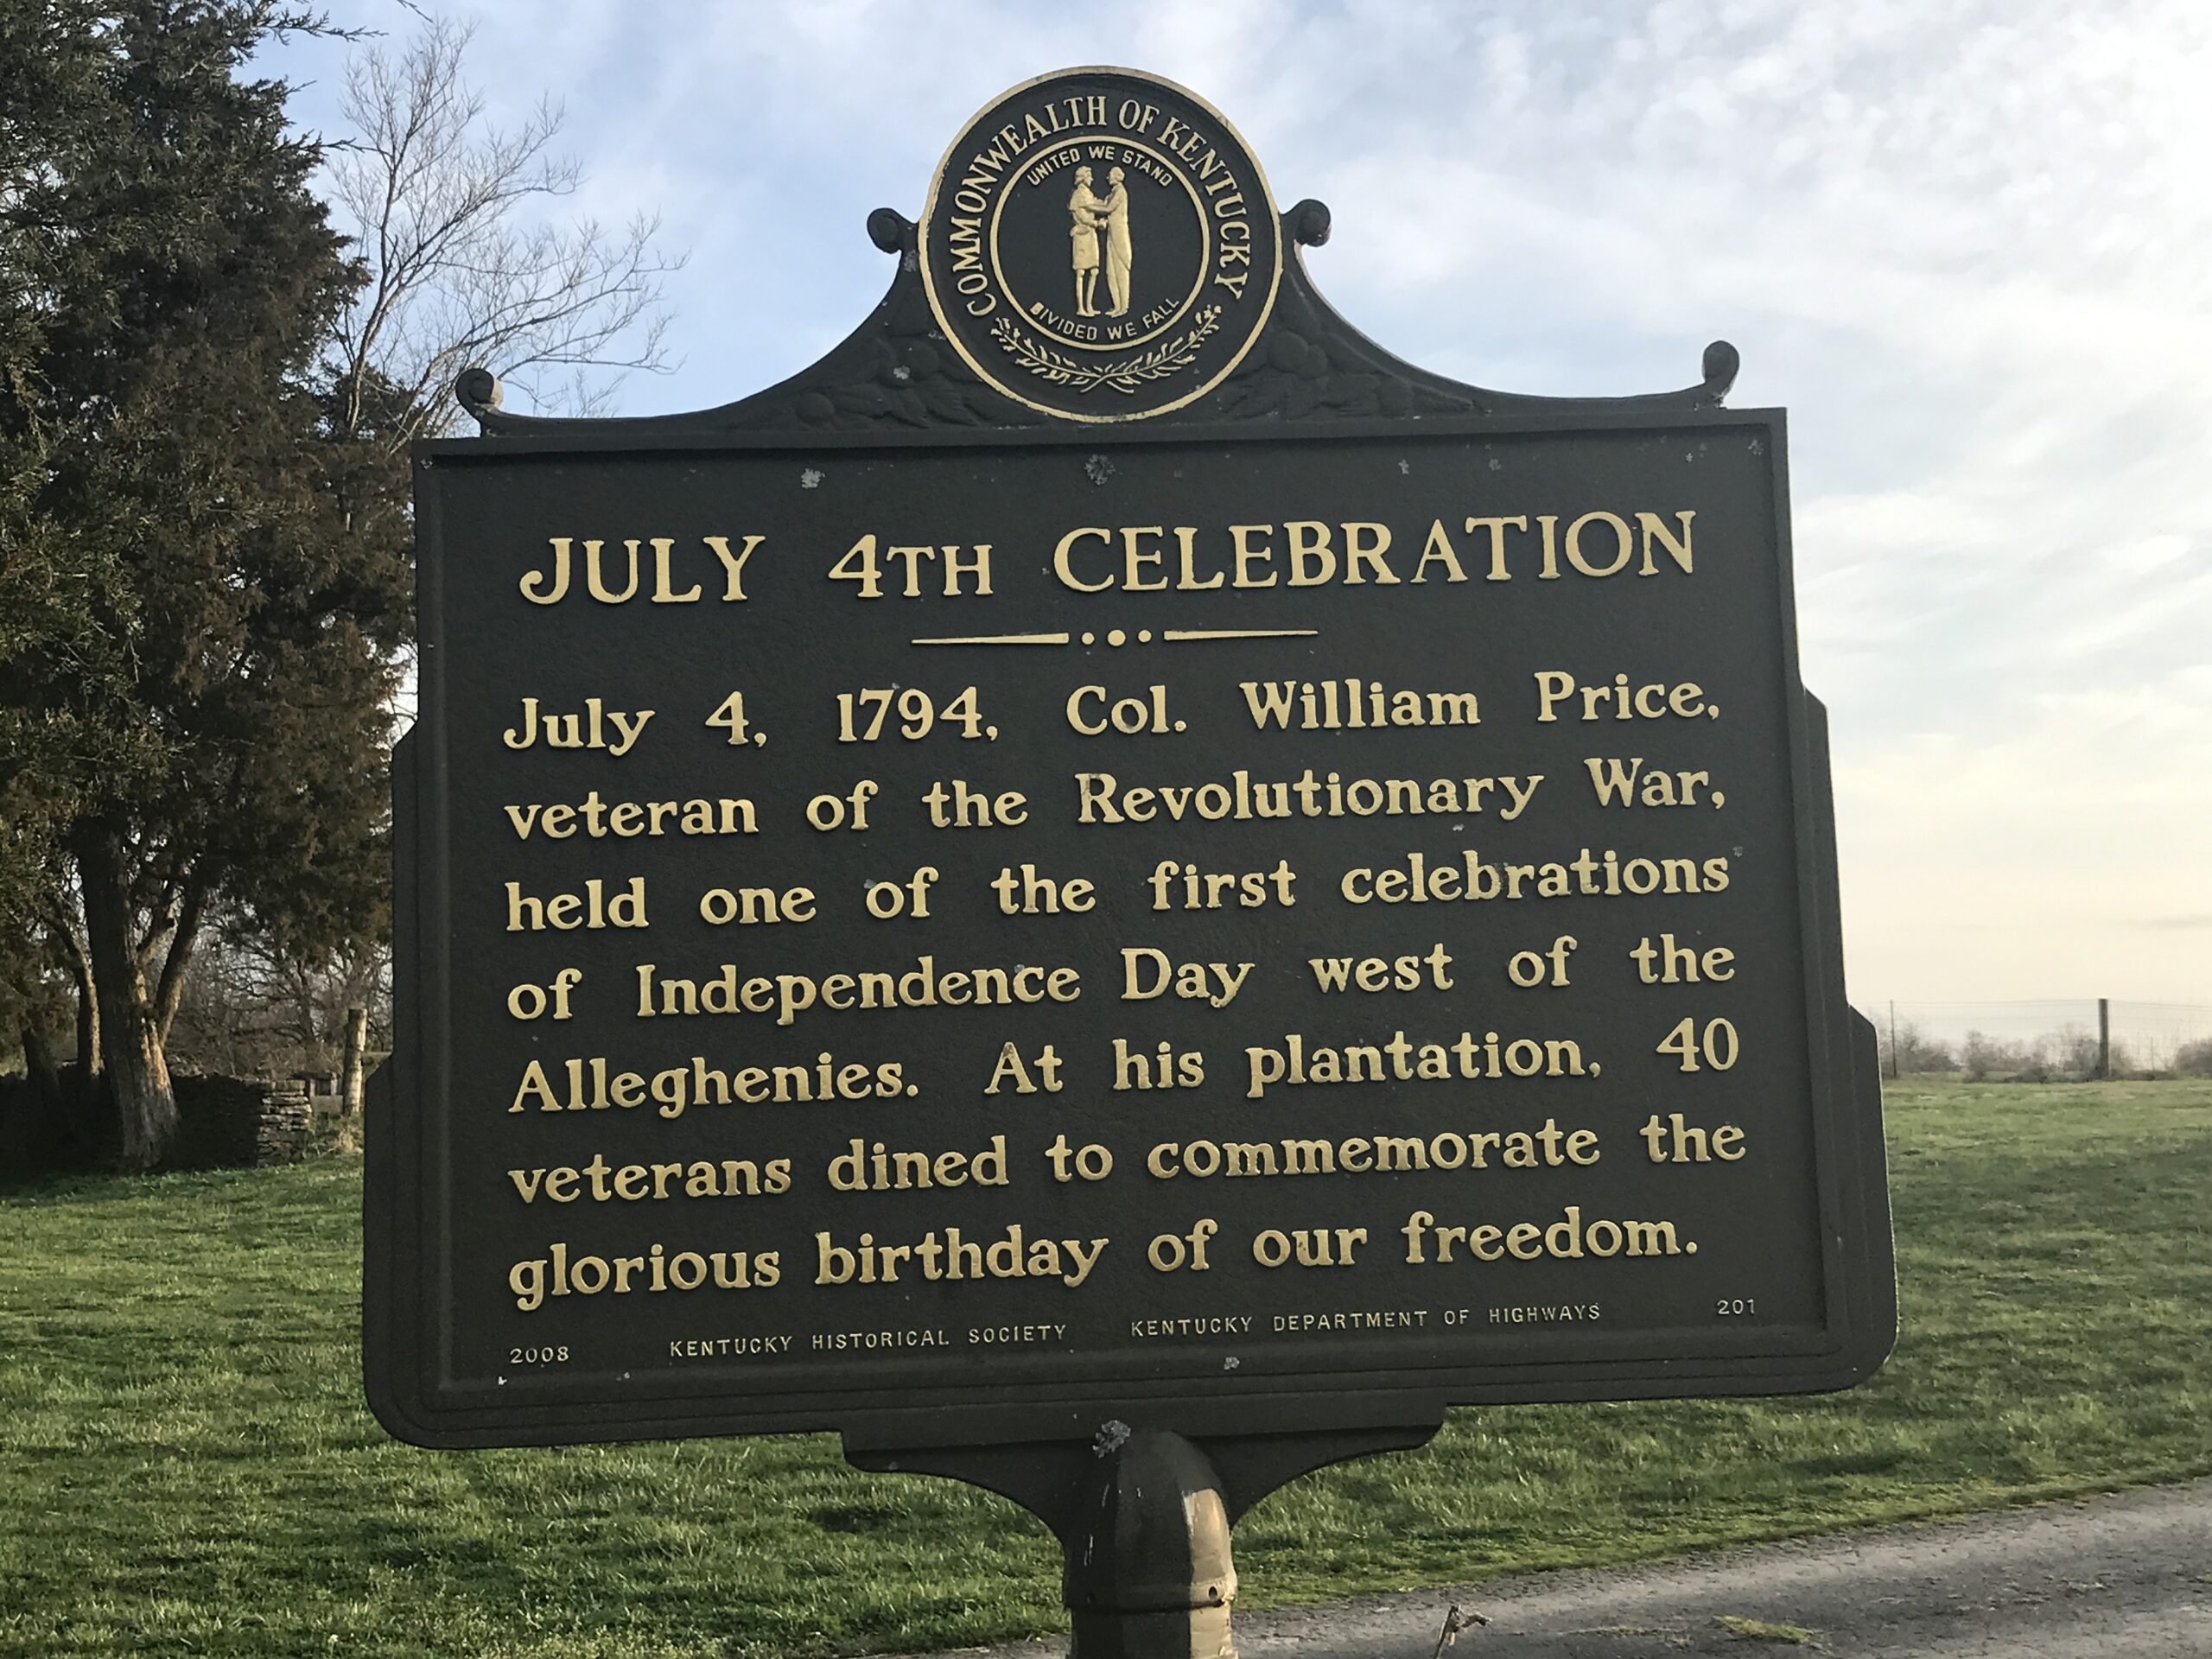 COMMONWEALTH OF KENTUCKY
UNITED WE STAND
DIVIDED WE FALL
JULY 4TH CELEBRATION
July 4, 1794, Col. William Price,
veteran of the Revolutionary War,
held one of the first celebrations
of Independence Day west of the
Alleghenies. At his plantation, 40
veterans dined to commemorate the
glorious birthday of our freedom.
2008 KENTUCKY HISTORICAL SOCIETY KENTUCKY DEPARTMENT OF HIGHWAYS 201